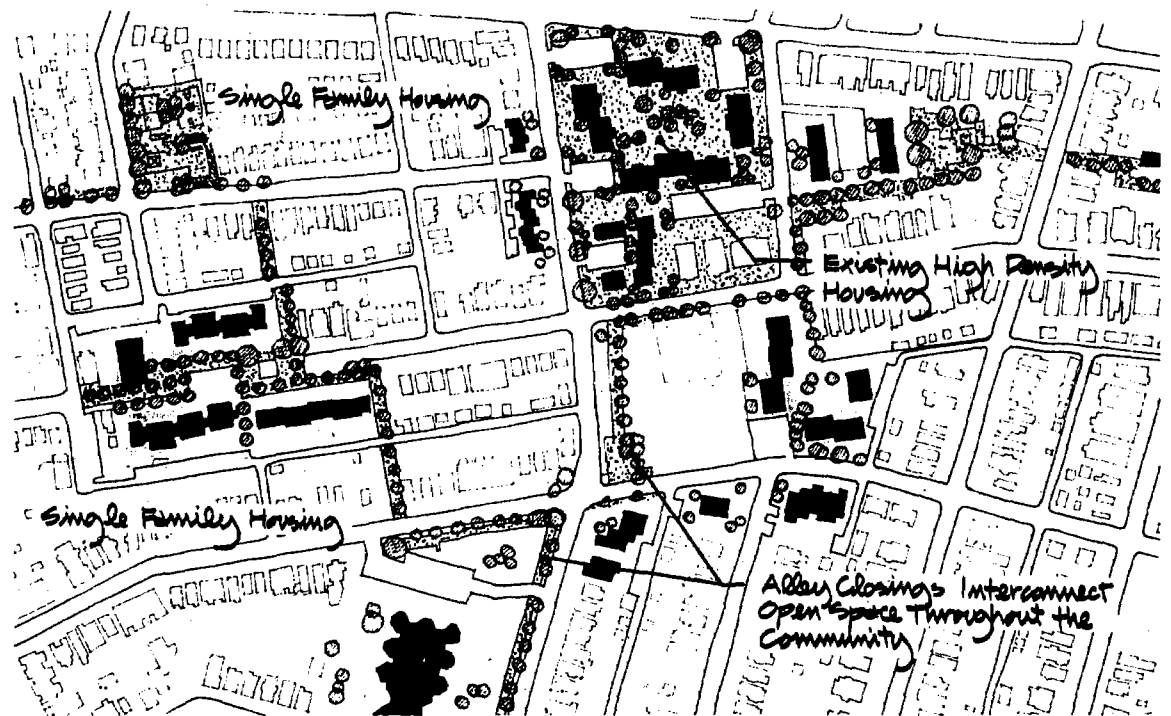 Single Family Housing
Existing High Density
Housing
Single Family Housing
Alley Closings Interconnect
Open Space Throughout the
Community